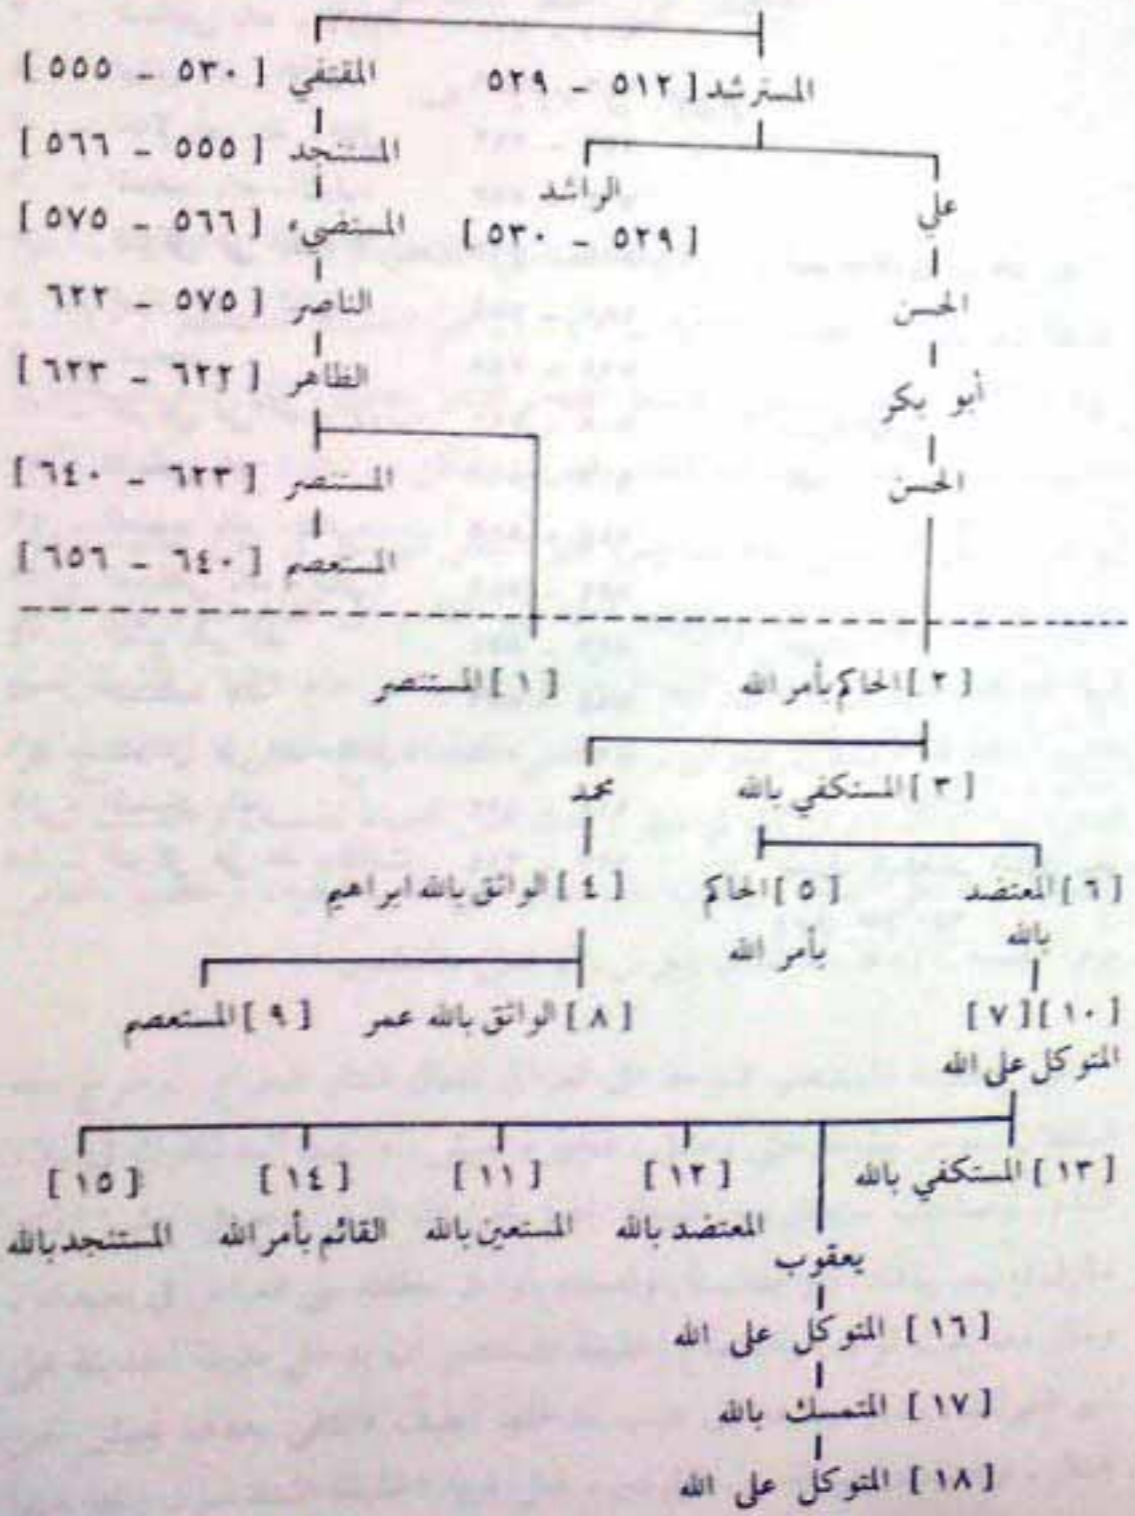 المسترشد [ ٥١٢ - ٥٢٩
المقتفي [ ٥٣٠ - ٥٥٥ ]
المستنجد [ ٥٥٥ - ٥٦٦ ]
علي
الراشد
[ ٥٢٩ - ٥٣٠ ]
المستضيء [ ٥٦٦ - ٥٧٥ ]
الحسن
الناصر [ ٥٧٥ - ٦٢٢
أبو بكر
الظاهر [ ٦٢٢ - ٦٢٣ ]
الحسن
المستنصر [ ٦٢٣ - ٦٤٠ ]
المستعصم [ ٦٤٠ - ٦٥٦ ]
[ ٢ ] الحاكم بأمر الله
[ ١ ] المستنصر
[ ٣ ] المستكفي بالله
محمد
[ ٦ ] المعتضد
بالله
[ ٥ ] الحاكم
بأمر الله
[ ٤ ] الواثق بالله ابراهيم
[ ١٠ ] [ ٧ ]
المتوكل على الله
[ ٨ ] الواثق بالله عمر
[ ٩ ] المستعصم
[ ١٣ ] المستكفي بالله
يعقوب
[ ١٢ ]
المعتضد بالله
[ ١١ ]
المستعين بالله
[ ١٤ ]
القائم بأمر الله
[ ١٥ ]
المستنجد بالله
[ ١٦ ] المتوكل على الله
[ ١٧ ] المتمسك بالله
[ ١٨ ] المتوكل على الله